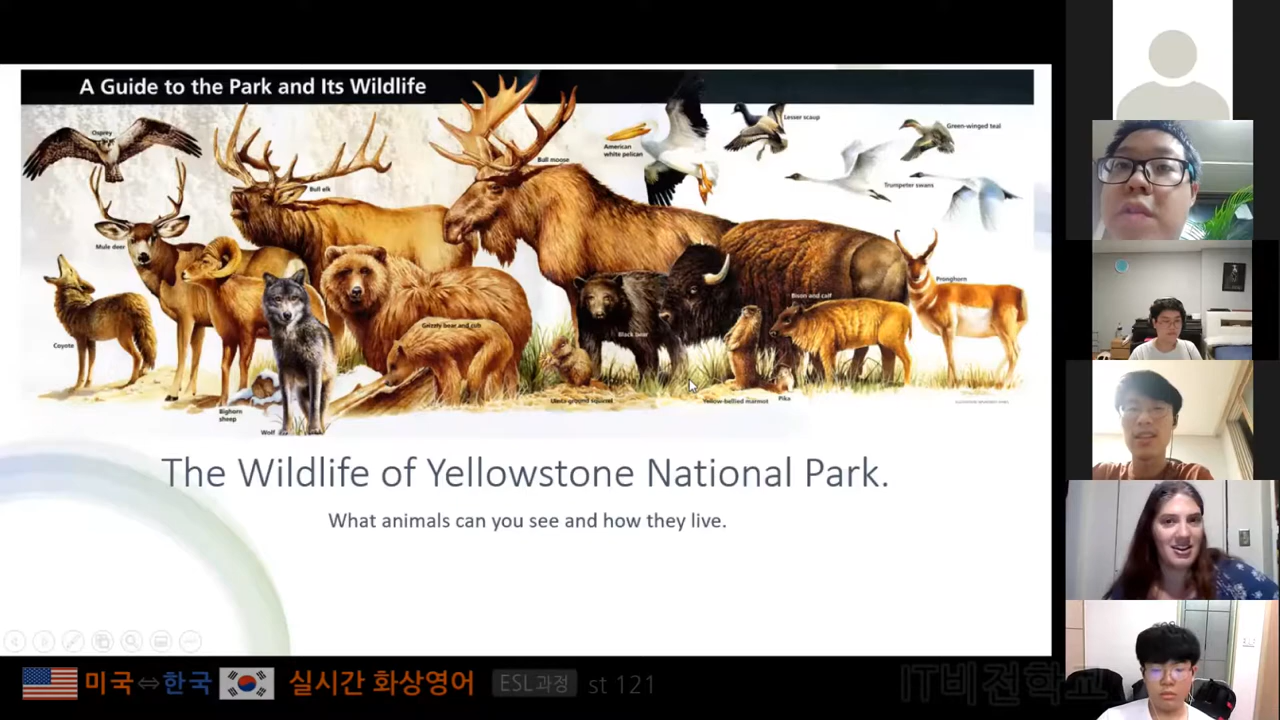 A Guide to the Park and Its Wildlife
Osprey
Bull elk
Bull moose
American
white pelican
Lesser scaup
Green-winged teal
Trumpeter swans
Mule deer
Pronghorn
Coyote
Grizzly bear and cub
Black bear
Bison and calf
Bighorn
sheep
Wolf
Uinta ground squirrel
Yellow-bellied marmot
Pika
The Wildlife of Yellowstone National Park.
What animals can you see and how they live.
미국⇔한국 실시간 화상영어 ESL과정 st 121
IT비전학교